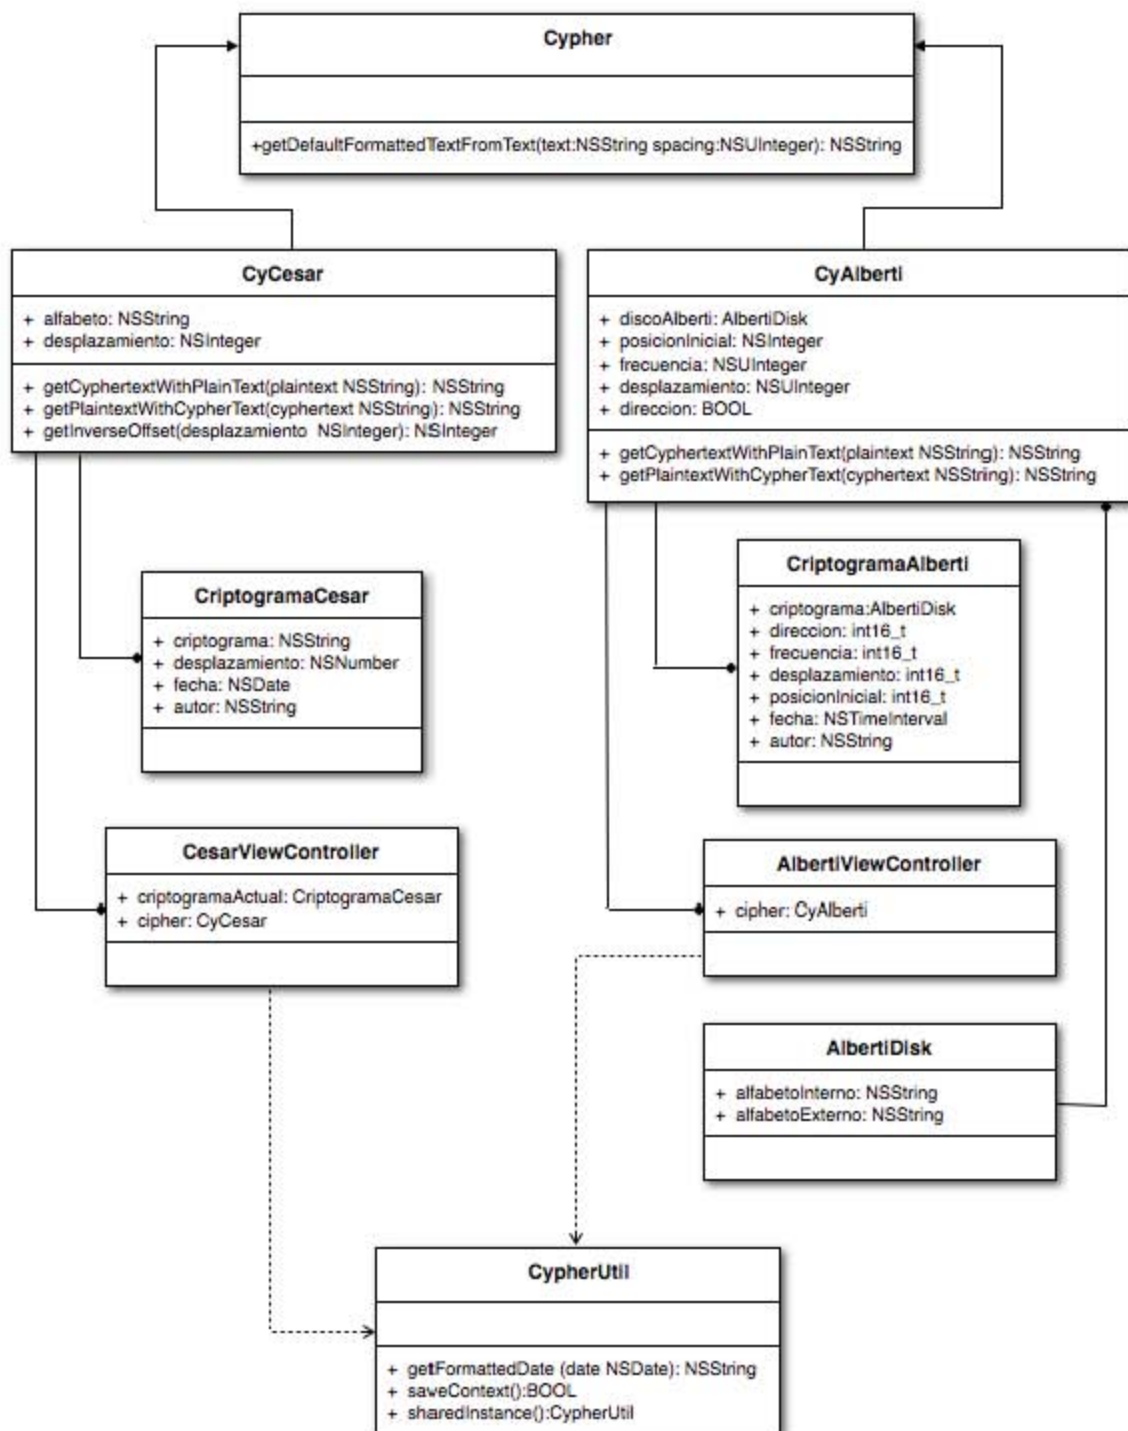 Cypher
+getDefaultFormattedTextFromText(text:NSString spacing:NSUInteger): NSString
CyCesar
+ alfabeto: NSString
+ desplazamiento: NSInteger
+ getCyphertextWithPlainText(plaintext NSString): NSString
+ getPlaintextWithCypherText(cyphertext NSString): NSString
+ getInverseOffset(desplazamiento NSInteger): NSInteger
CyAlberti
+ discoAlberti: AlbertiDisk
+ posicionInicial: NSInteger
+ frecuencia: NSUInteger
+ desplazamiento: NSUInteger
+ direccion: BOOL
+ getCyphertextWithPlainText(plaintext NSString): NSString
+ getPlaintextWithCypherText(cyphertext NSString): NSString
CriptogramaCesar
+ criptograma: NSString
+ desplazamiento: NSNumber
+ fecha: NSDate
+ autor: NSString
CriptogramaAlberti
+ criptograma:AlbertiDisk
+ direccion: int16_t
+ frecuencia: int16_t
+ desplazamiento: int16_t
+ posicionInicial: int16_t
+ fecha: NSTimeInterval
+ autor: NSString
CesarViewController
+ criptogramaActual: CriptogramaCesar
+ cipher: CyCesar
AlbertiViewController
+ cipher: CyAlberti
AlbertiDisk
+ alfabetoInterno: NSString
+ alfabetoExterno: NSString
CypherUtil
+ getFormattedDate (date NSDate): NSString
+ saveContext():BOOL
+ sharedInstance():CypherUtil